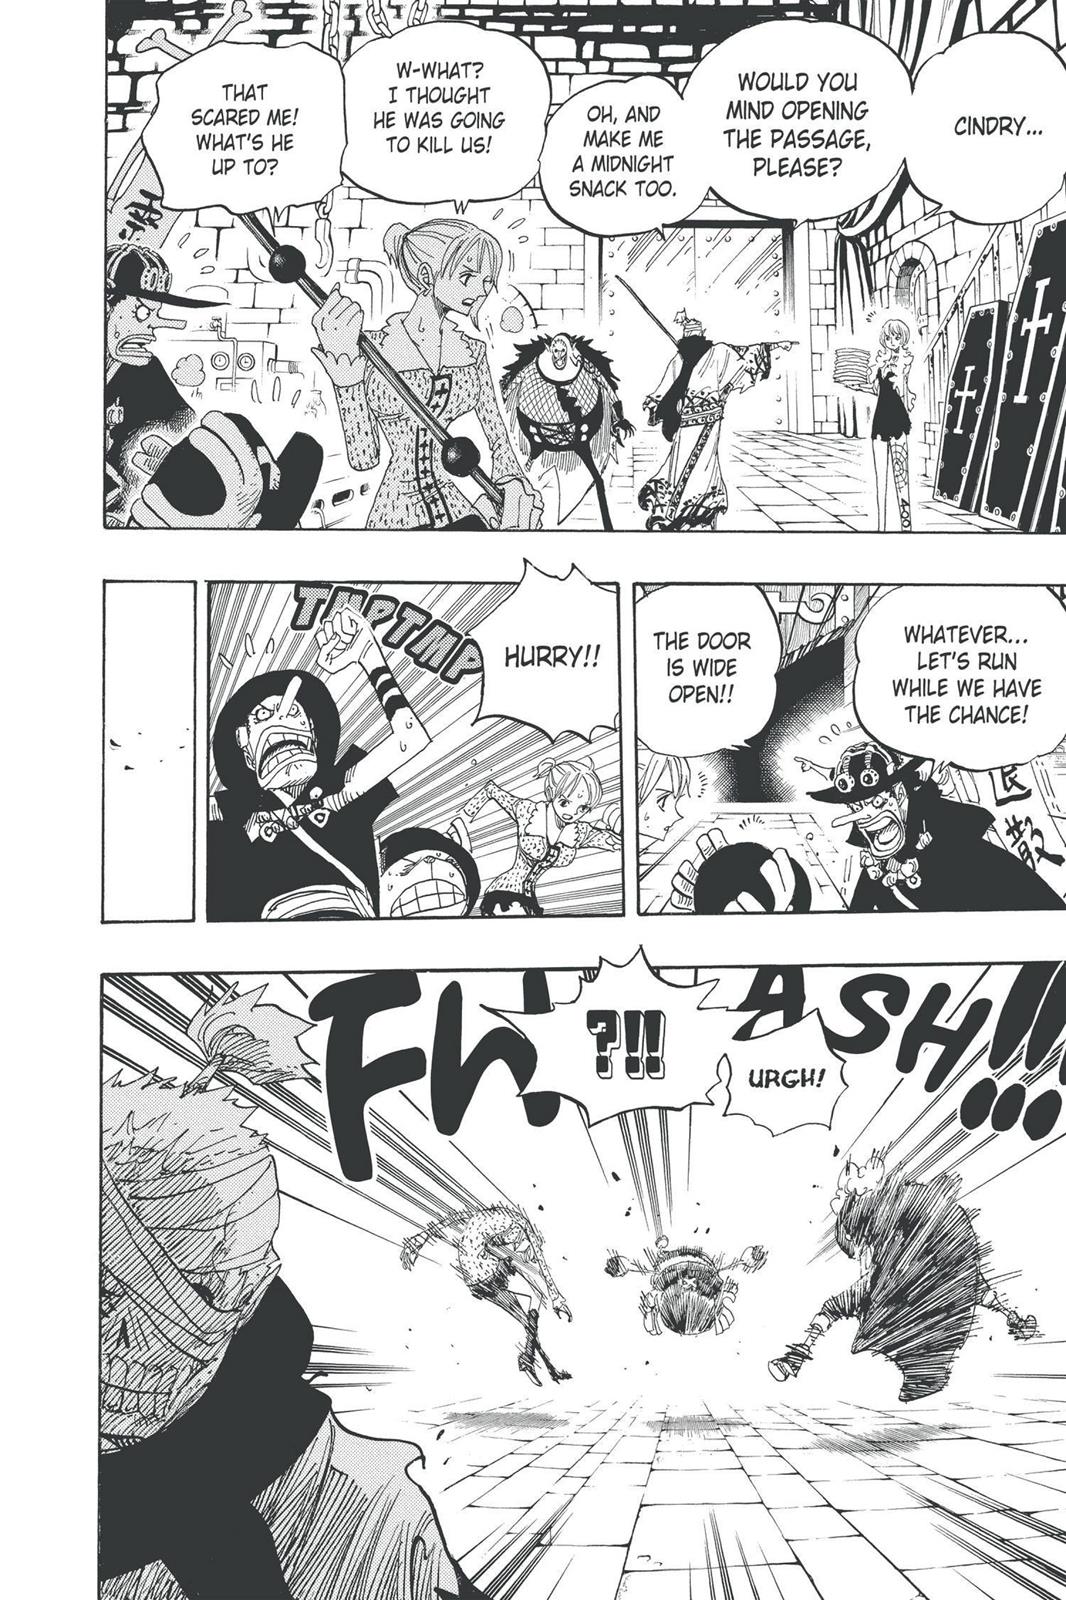 CINDRY...
WOULD YOU
MIND OPENING
THE PASSAGE,
PLEASE?
OH, AND
MAKE ME
A MIDNIGHT
SNACK TOO.
W-WHAT?
I THOUGHT
HE WAS GOING
TO KILL US!
THAT
SCARED ME!
WHAT'S HE
UP TO?
WHATEVER...
LET'S RUN
WHILE WE HAVE
THE CHANCE!
THE DOOR
IS WIDE
OPEN!!
HURRY!!
TMPTMP
?!!
URGH!